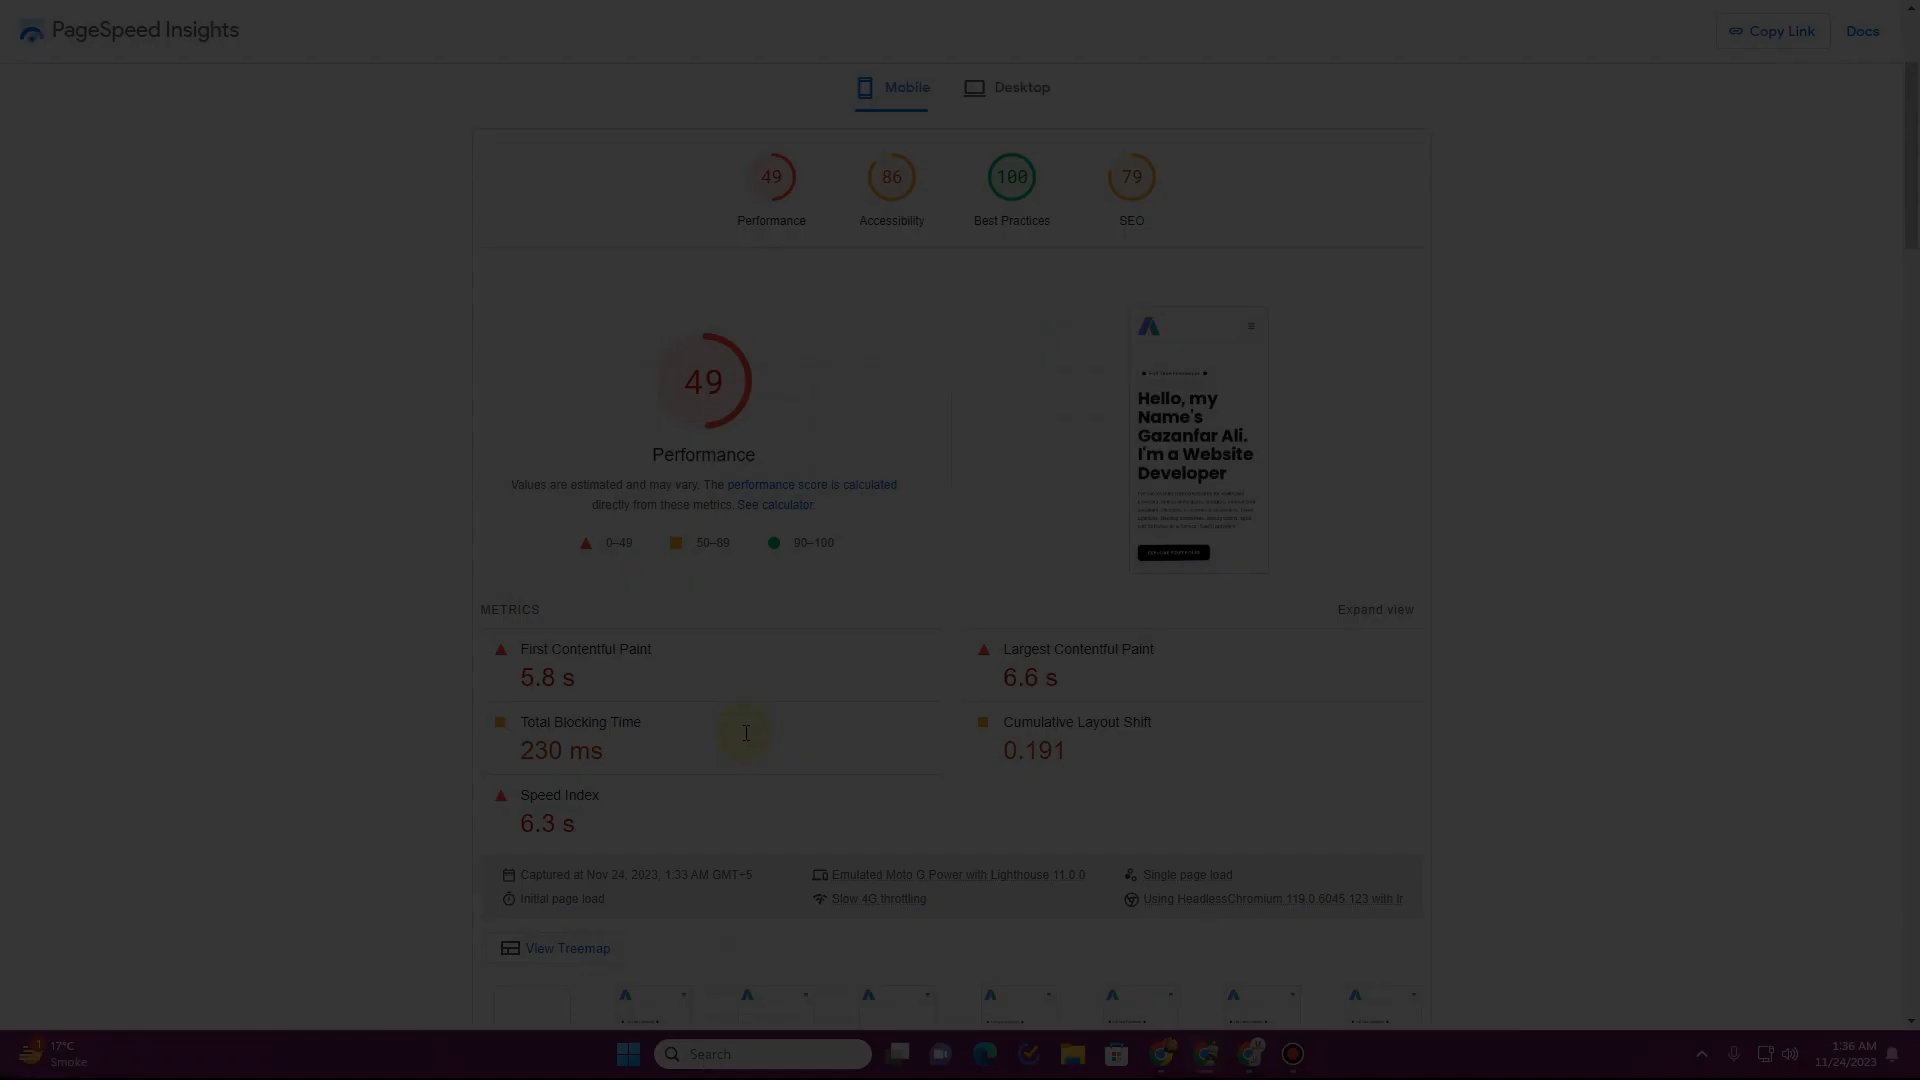 PageSpeed Insights
Copy Link
Docs
Mobile
Desktop
49
86
100
79
Performance
Accessibility
Best Practices
SEO
49
Performance
Values are estimated and may vary. The performance score is calculated
directly from these metrics. See calculator.
0–49
50–89
90–100
Hello, my
Name's
Gazanfar Ali.
I'm a Website
Developer
METRICS
Expand view
First Contentful Paint
5.8 s
Largest Contentful Paint
6.6 s
Total Blocking Time
230 ms
Cumulative Layout Shift
0.191
Speed Index
6.3 s
Captured at Nov 24, 2023, 1:33 AM GMT+5
Emulated Moto G Power with Lighthouse 11.0.0
Single page load
Initial page load
Slow 4G throttling
Using HeadlessChromium 119.0.6045.123 with lr
View Treemap
1
17°C
Smoke
Search
1:36 AM
11/24/2023